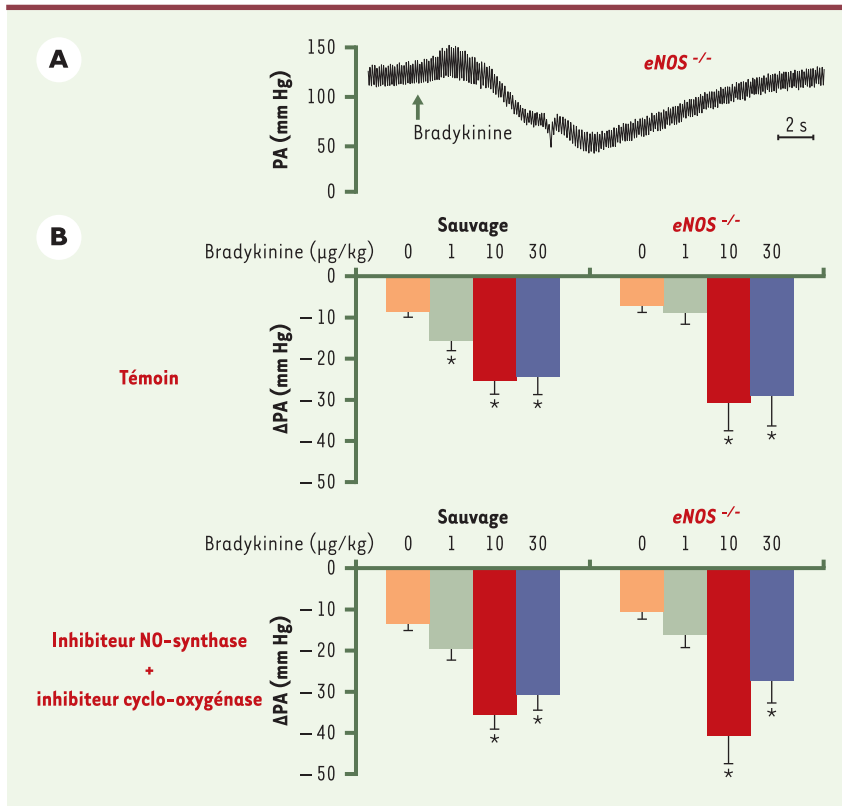 A
150
100
50
0
PA (mm Hg)
eNOS -/-
Bradykinine
2 s
B
Sauvage
eNOS -/-
Bradykinine (µg/kg) 0 1 10 30 0 1 10 30
0
– 10
– 20
– 30
– 40
– 50
ΔPA (mm Hg)
Témoin
* * * * *
Sauvage
eNOS -/-
Bradykinine (µg/kg) 0 1 10 30 0 1 10 30
0
– 10
– 20
– 30
– 40
– 50
ΔPA (mm Hg)
Inhibiteur NO-synthase
+
inhibiteur cyclo-oxygénase
* * * *